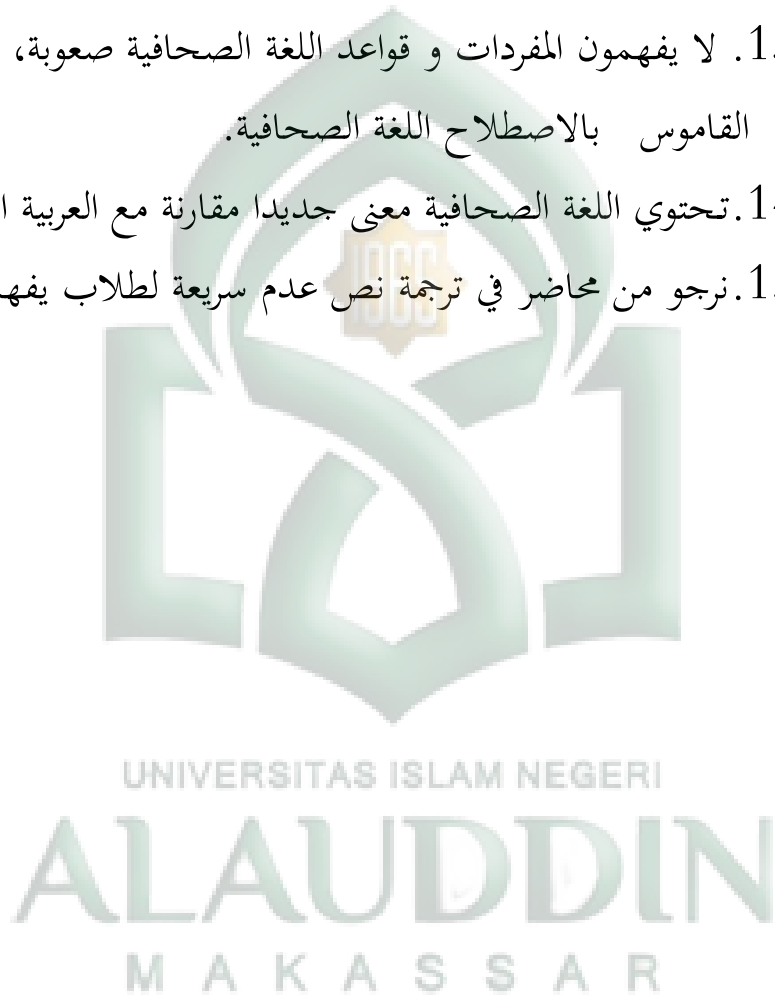 1. لا يفهمون المفردات و قواعد اللغة الصحافية صعوبة،
القاموس بالاصطلاح اللغة الصحافية.
1.تحتوي اللغة الصحافية معنى جديدا مقارنة مع العربية
1.نرجو من محاضر في ترجمة نص عدم سريعة لطلاب
UNIVERSITAS ISLAM NEGERI
ALAUDDIN
MAKASSAR